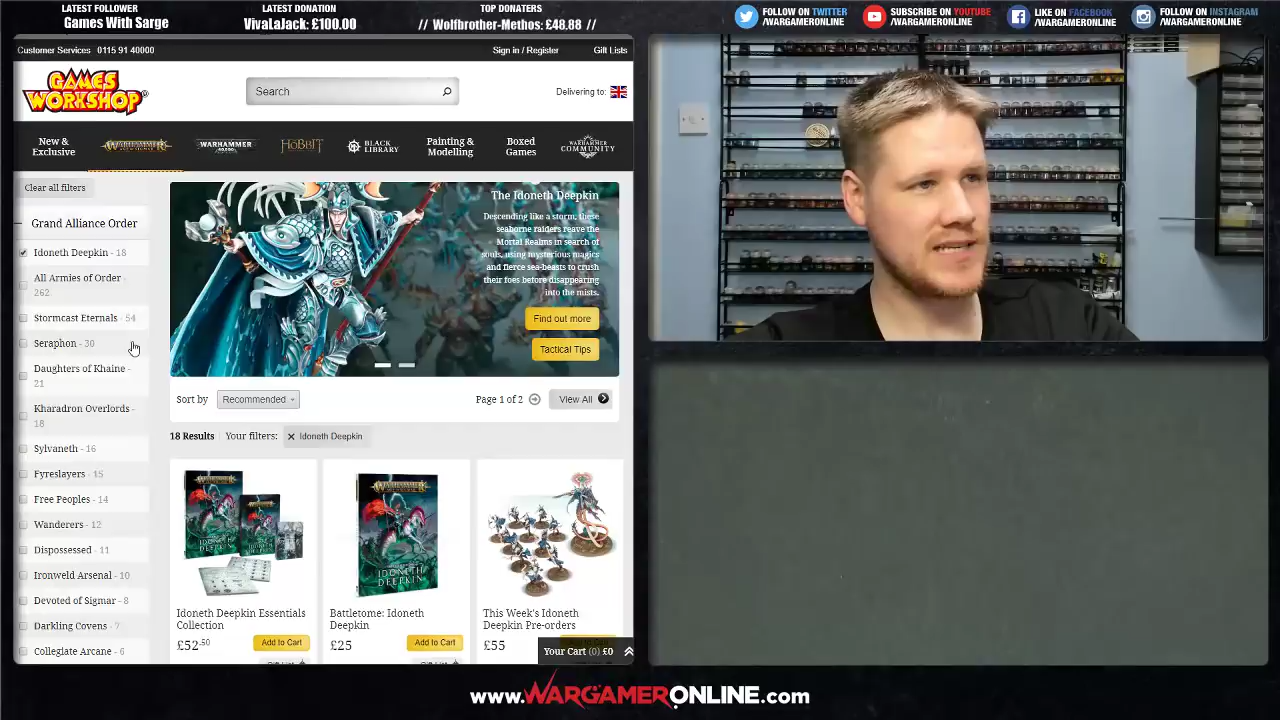 LATEST FOLLOWER
Games With Sarge
LATEST DONATION
VivaLaJack: £100.00
TOP DONATERS
// Wolfbrother-Methos: £48.88 //
FOLLOW ON TWITTER
/WARGAMERONLINE
SUBSCRIBE ON YOUTUBE
/WARGAMERONLINE
LIKE ON FACEBOOK
/WARGAMERONLINE
FOLLOW ON INSTAGRAM
/WARGAMERONLINE
Customer Services 0115 91 40000
Sign in / Register
Gift Lists
GAMES WORKSHOP
Search
Delivering to:
New & Exclusive
WARHAMMER
WARHAMMER
HOBBIT
BLACK LIBRARY
Painting & Modelling
Boxed Games
WARHAMMER COMMUNITY
Clear all filters
Grand Alliance Order
Idoneth Deepkin - 18
All Armies of Order -
262
Stormcast Eternals - 54
Seraphon - 30
Daughters of Khaine -
21
Kharadron Overlords -
18
Sylvaneth - 16
Fyreslayers - 15
Free Peoples - 14
Wanderers - 12
Dispossessed - 11
Ironweld Arsenal - 10
Devoted of Sigmar - 8
Darkling Covens - 7
Collegiate Arcane - 6
The Idoneth Deepkin
Descending like a storm, these
seaborne raiders reave the
Mortal Realms in search of
souls, using mysterious magics
and fierce sea-beasts to crush
their foes before disappearing
into the mists.
Find out more
Tactical Tips
Sort by
Recommended
Page 1 of 2
View All
18 Results
Your filters:
Idoneth Deepkin
WARHAMMER
IDONETH
DEEPKIN
Idoneth Deepkin Essentials
Collection
£52.50
Add to Cart
WARHAMMER
IDONETH
DEEPKIN
Battletome: Idoneth
Deepkin
£25
Add to Cart
This Week's Idoneth
Deepkin Pre-orders
£55
Your Cart (0) £0
www.WARGAMERONLINE.com